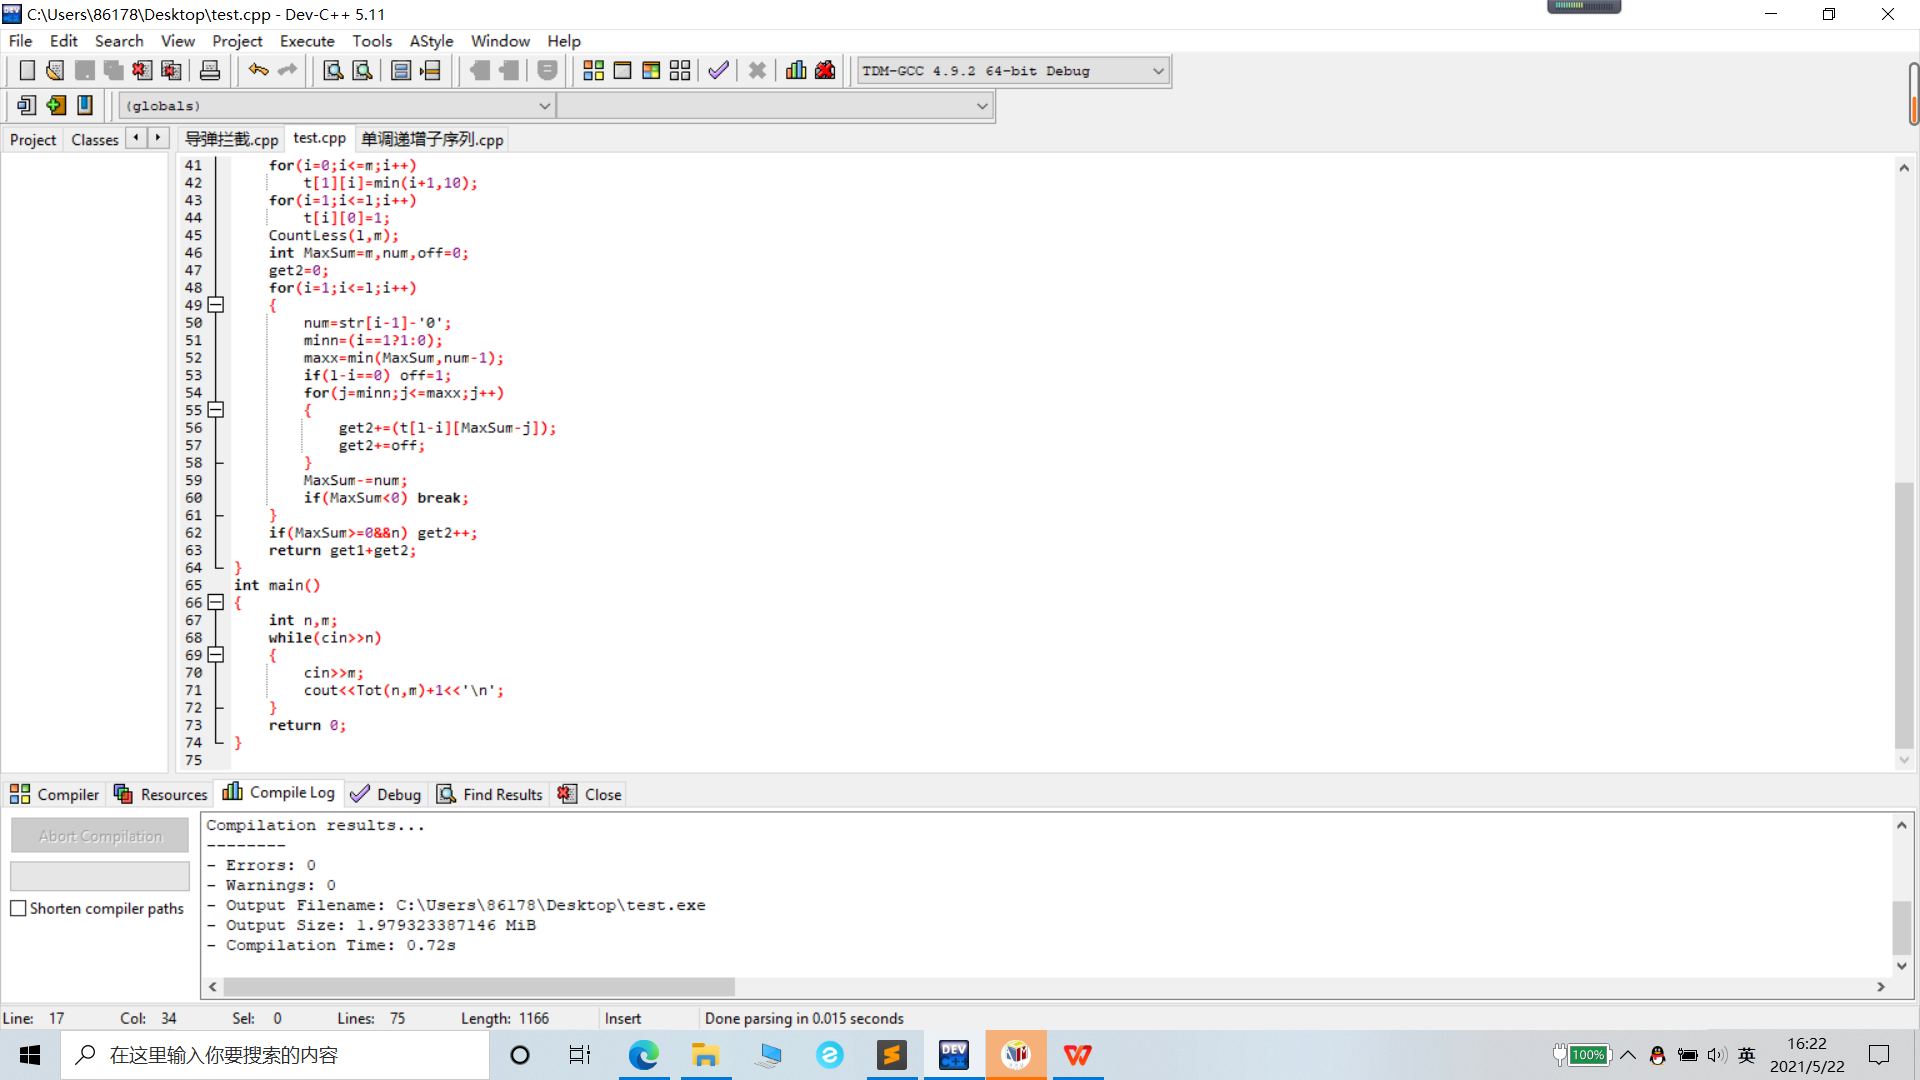 C:\Users\86178\Desktop\test.cpp - Dev-C++ 5.11
File Edit Search View Project Execute Tools AStyle Window Help
TDM-GCC 4.9.2 64-bit Debug
(globals)
Project Classes 导弹拦截.cpp test.cpp 单调递增子序列.cpp
41 for(i=0;i<=m;i++)
42 t[1][i]=min(i+1,10);
43 for(i=1;i<=l;i++)
44 t[i][0]=1;
45 CountLess(l,m);
46 int MaxSum=m,num,off=0;
47 get2=0;
48 for(i=1;i<=l;i++)
49 {
50 num=str[i-1]-'0';
51 minn=(i==1?1:0);
52 maxx=min(MaxSum,num-1);
53 if(l-i==0) off=1;
54 for(j=minn;j<=maxx;j++)
55 {
56 get2+=(t[l-i][MaxSum-j]);
57 get2+=off;
58 }
59 MaxSum-=num;
60 if(MaxSum<0) break;
61 }
62 if(MaxSum>=0&&n) get2++;
63 return get1+get2;
64 }
65 int main()
66 {
67 int n,m;
68 while(cin>>n)
69 {
70 cin>>m;
71 cout<<Tot(n,m)+1<<'\n';
72 }
73 return 0;
74 }
75
Compiler Resources Compile Log Debug Find Results Close
Abort Compilation
Shorten compiler paths
Compilation results...
--------
- Errors: 0
- Warnings: 0
- Output Filename: C:\Users\86178\Desktop\test.exe
- Output Size: 1.979323387146 MiB
- Compilation Time: 0.72s
Line: 17 Col: 34 Sel: 0 Lines: 75 Length: 1166 Insert Done parsing in 0.015 seconds
在这里输入你要搜索的内容
DEV C++
100%
英
16:22
2021/5/22